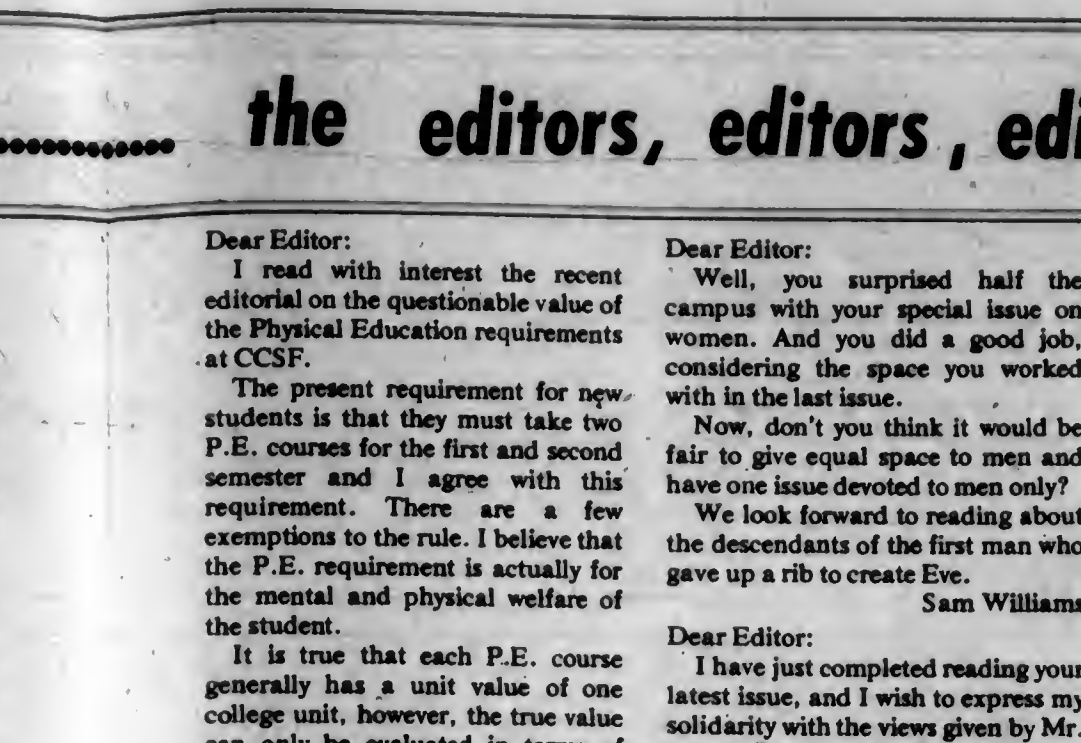 the editors, editors, edi
Dear Editor:
I read with interest the recent
editorial on the questionable value of
the Physical Education requirements
at CCSF.
The present requirement for new
students is that they must take two
P.E. courses for the first and second
semester and I agree with this
requirement. There are a few
exemptions to the rule. I believe that
the P.E. requirement is actually for
the mental and physical welfare of
the student.
It is true that each P.E. course
generally has a unit value of one
college unit, however, the true value
can only be evaluated in terms of
Dear Editor:
Well, you surprised half the
campus with your special issue on
women. And you did a good job,
considering the space you worked
with in the last issue.
Now, don't you think it would be
fair to give equal space to men and
have one issue devoted to men only?
We look forward to reading about
the descendants of the first man who
gave up a rib to create Eve.
Sam Williams
Dear Editor:
I have just completed reading your
latest issue, and I wish to express my
solidarity with the views given by Mr.